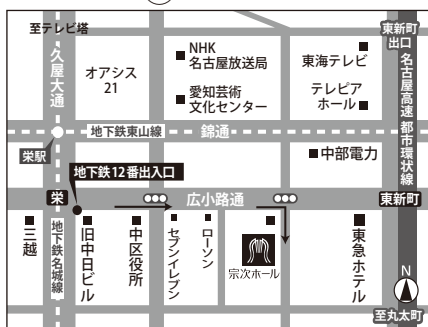 至テレビ塔
東新町
出口
久屋大通
オアシス
21
■NHK
名古屋放送局
■愛知芸術
文化センター
東海テレビ■
テレピア
ホール■
名古屋高速 都市環状線
地下鉄東山線
錦通
栄駅
■中部電力
地下鉄12番出入口
栄
広小路通
東新町
■三越
地下鉄名城線
■旧中日ビル
■中区役所
■セブンイレブン
■ローソン
宗次ホール
■東急ホテル
N
至丸太町